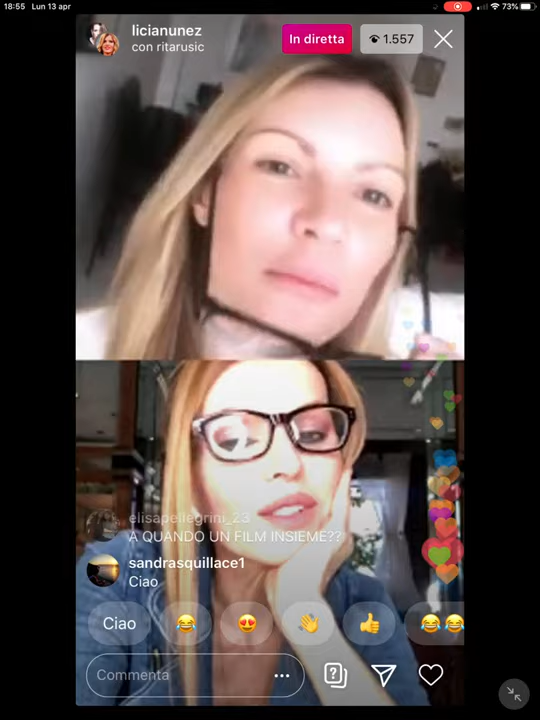 18:55 Lun 13 apr
73%
licianunez
con ritarusic
In diretta
1.557
elisapellegrini_23
A QUANDO UN FILM INSIEME??
sandrasquillace1
Ciao
Ciao
Commenta